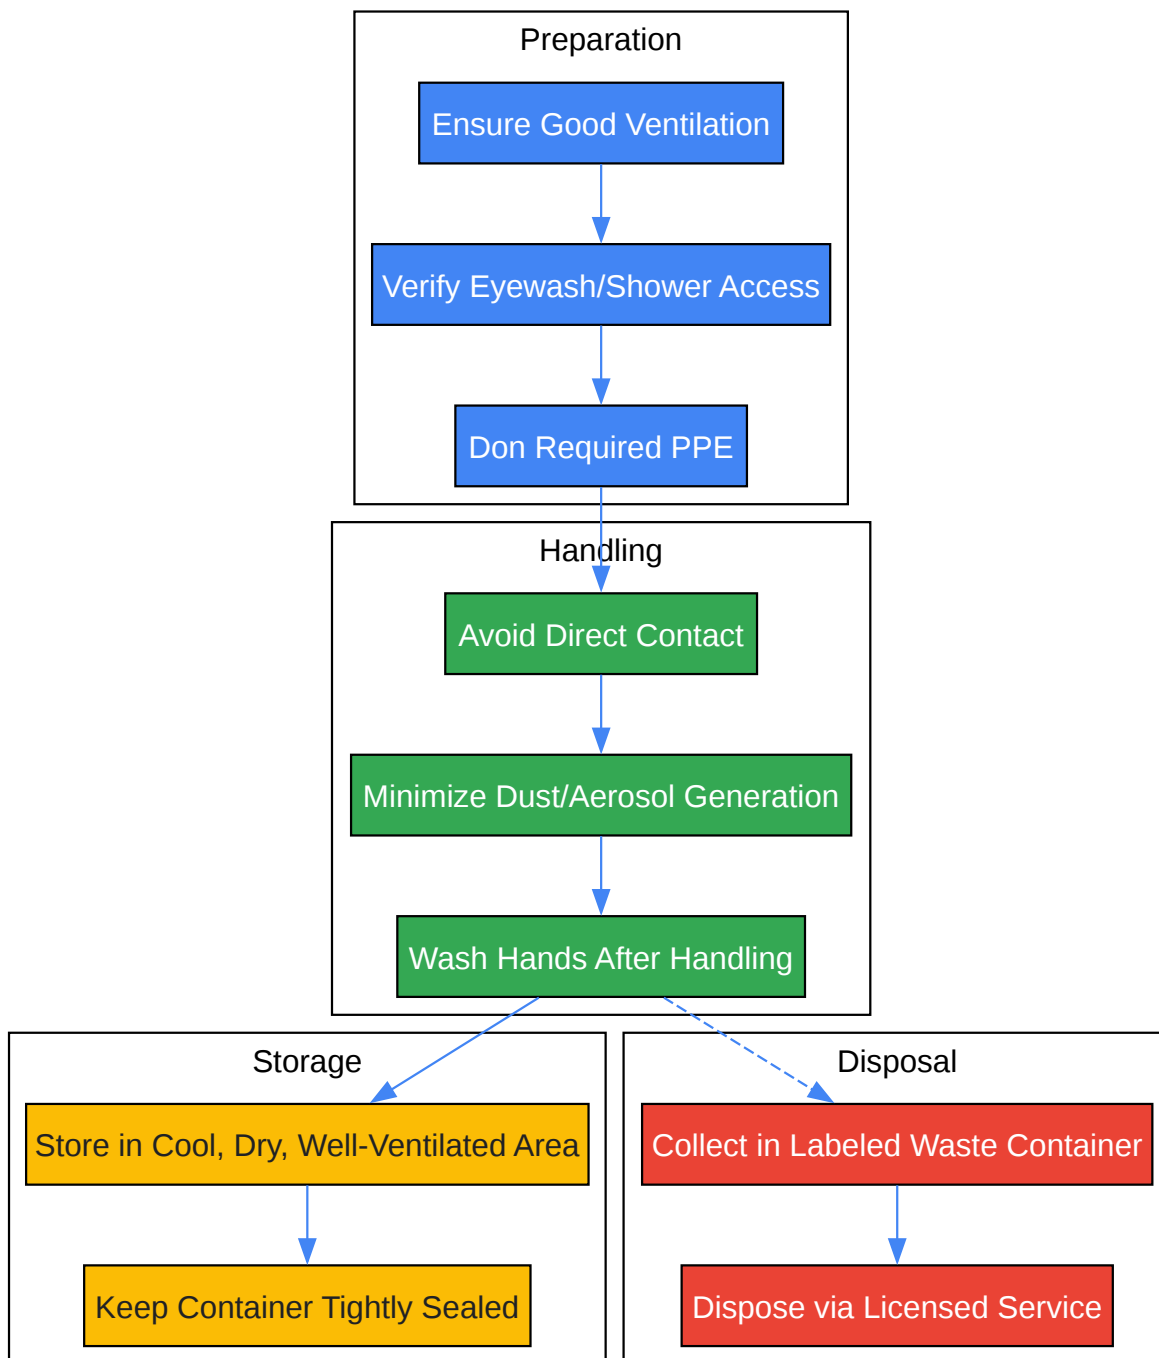 Preparation
Ensure Good Ventilation
Verify Eyewash/Shower Access
Don Required PPE
Handling
Avoid Direct Contact
Minimize Dust/Aerosol Generation
Wash Hands After Handling
Storage
Store in Cool, Dry, Well-Ventilated Area
Keep Container Tightly Sealed
Disposal
Collect in Labeled Waste Container
Dispose via Licensed Service